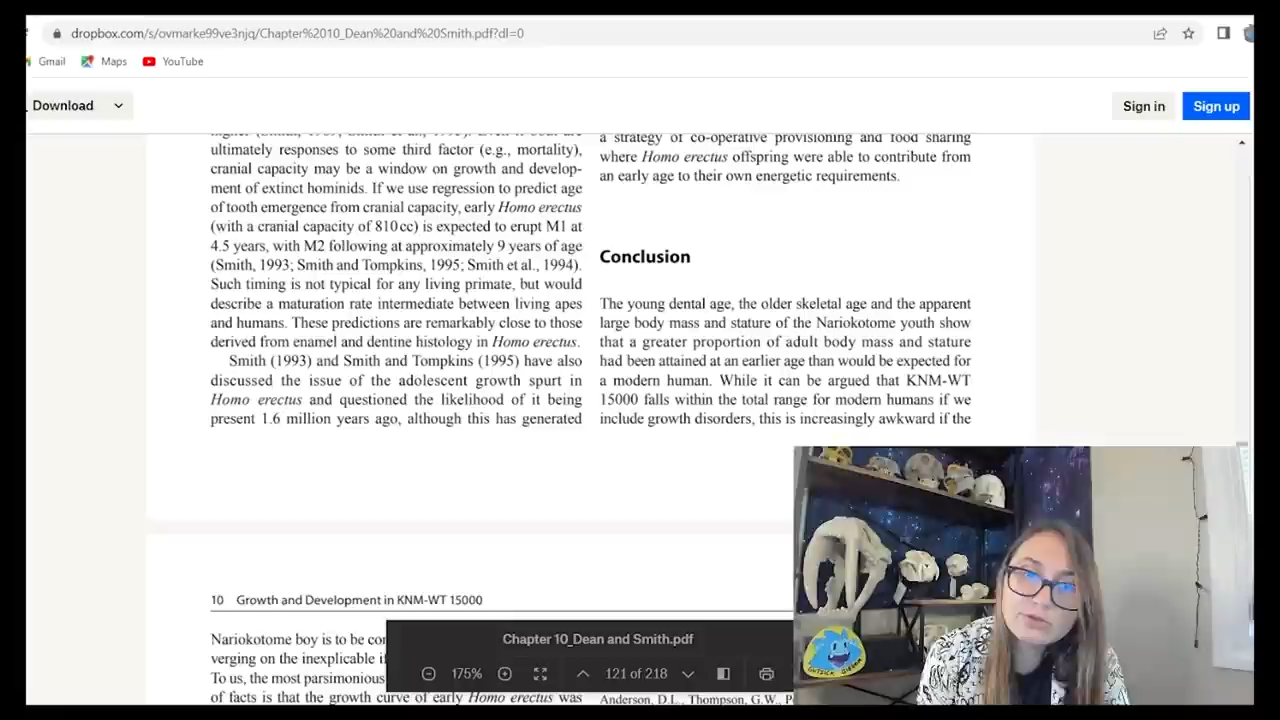 dropbox.com/s/ovmarke99ve3njq/Chapter%2010_Dean%20and%20Smith.pdf?dl=0
Gmail Maps YouTube
Download
Sign in
Sign up
ultimately responses to some third factor (e.g., mortality),
cranial capacity may be a window on growth and develop-
ment of extinct hominids. If we use regression to predict age
of tooth emergence from cranial capacity, early Homo erectus
(with a cranial capacity of 810 cc) is expected to erupt M1 at
4.5 years, with M2 following at approximately 9 years of age
(Smith, 1993; Smith and Tompkins, 1995; Smith et al., 1994).
Such timing is not typical for any living primate, but would
describe a maturation rate intermediate between living apes
and humans. These predictions are remarkably close to those
derived from enamel and dentine histology in Homo erectus.
Smith (1993) and Smith and Tompkins (1995) have also
discussed the issue of the adolescent growth spurt in
Homo erectus and questioned the likelihood of it being
present 1.6 million years ago, although this has generated
a strategy of co-operative provisioning and food sharing
where Homo erectus offspring were able to contribute from
an early age to their own energetic requirements.
Conclusion
The young dental age, the older skeletal age and the apparent
large body mass and stature of the Nariokotome youth show
that a greater proportion of adult body mass and stature
had been attained at an earlier age than would be expected for
a modern human. While it can be argued that KNM-WT
15000 falls within the total range for modern humans if we
include growth disorders, this is increasingly awkward if the
10 Growth and Development in KNM-WT 15000
Nariokotome boy is to be
verging on the inexplicable
To us, the most parsimonious
of facts is that the growth curve of early Homo erectus was
Anderson, D.L., Thompson, G.W.,
Chapter 10_Dean and Smith.pdf
175%
121 of 218